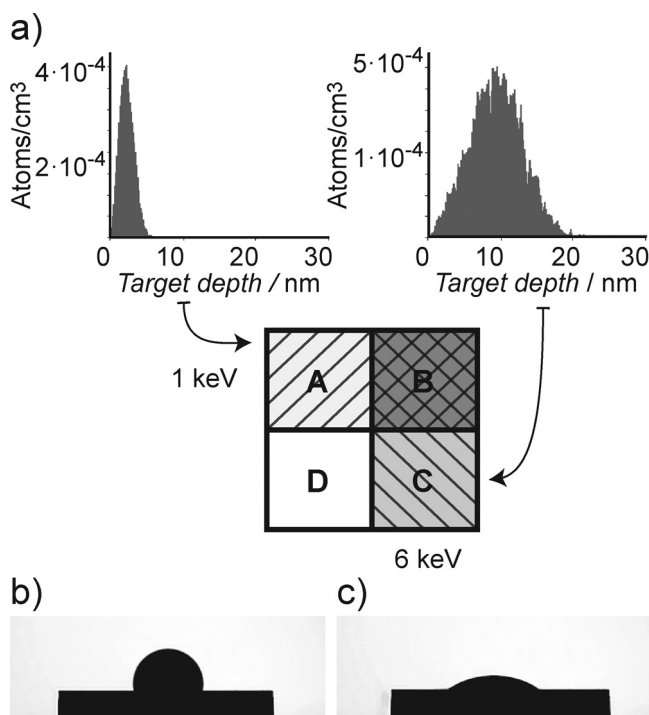 a)
4·10⁻⁴
2·10⁻⁴
Atoms/cm³
0 10 20 30
Target depth / nm
5·10⁻⁴
1·10⁻⁴
Atoms/cm³
0 10 20 30
Target depth / nm
1 keV
A B
D C
6 keV
b) c)